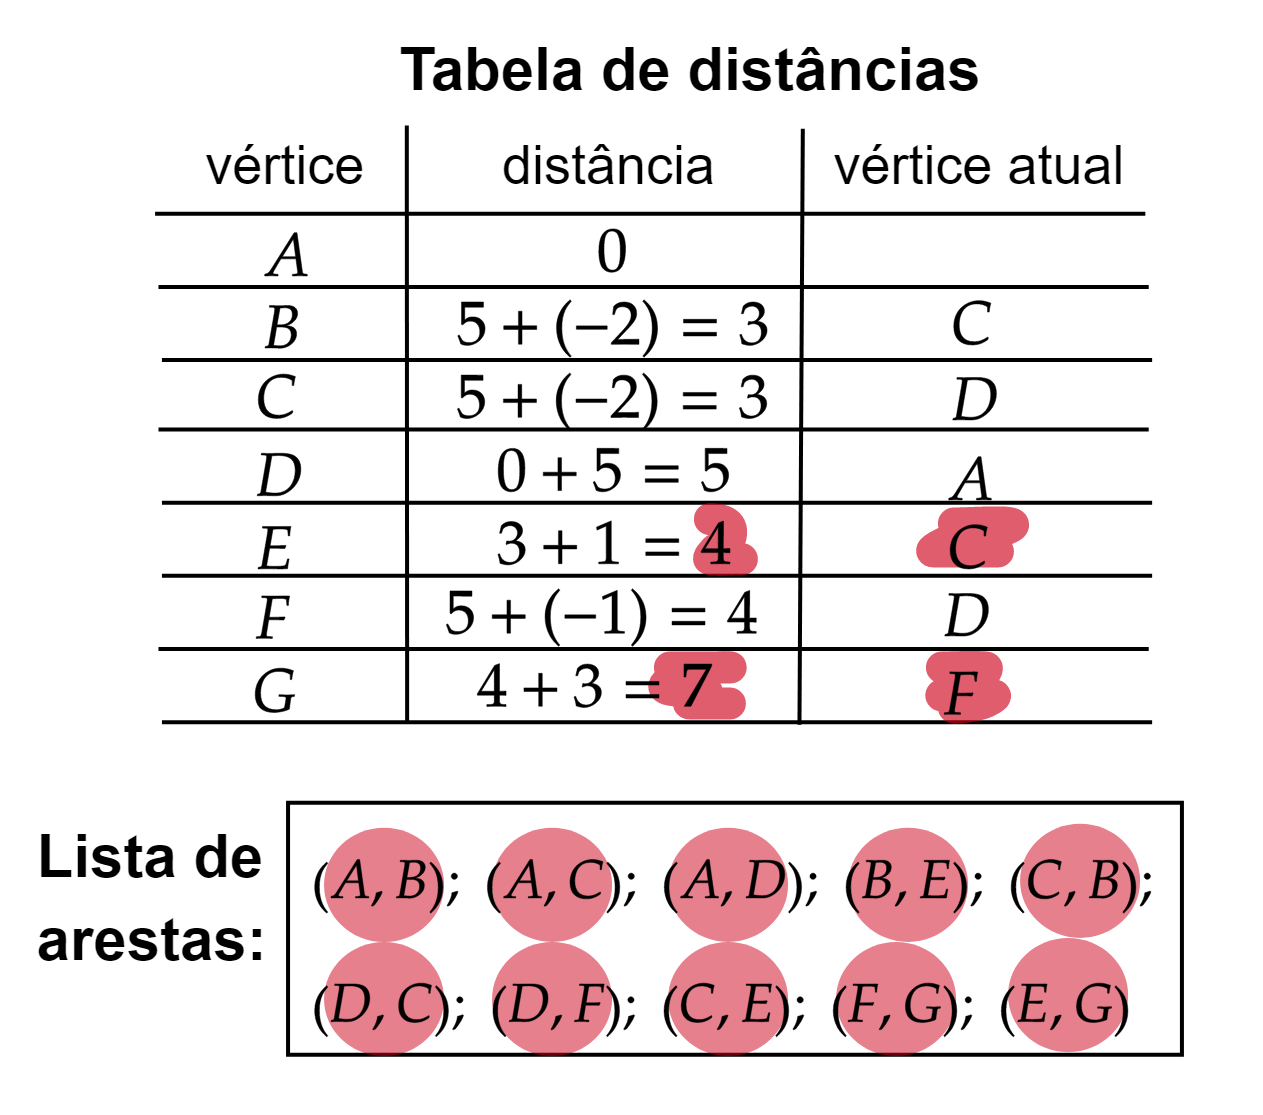 Tabela de distâncias
vértice distância vértice atual
A 0
B 5 + (−2) = 3 C
C 5 + (−2) = 3 D
D 0 + 5 = 5 A
E 3 + 1 = 4 C
F 5 + (−1) = 4 D
G 4 + 3 = 7 F
Lista de arestas:
(A, B); (A, C); (A, D); (B, E); (C, B);
(D, C); (D, F); (C, E); (F, G); (E, G)